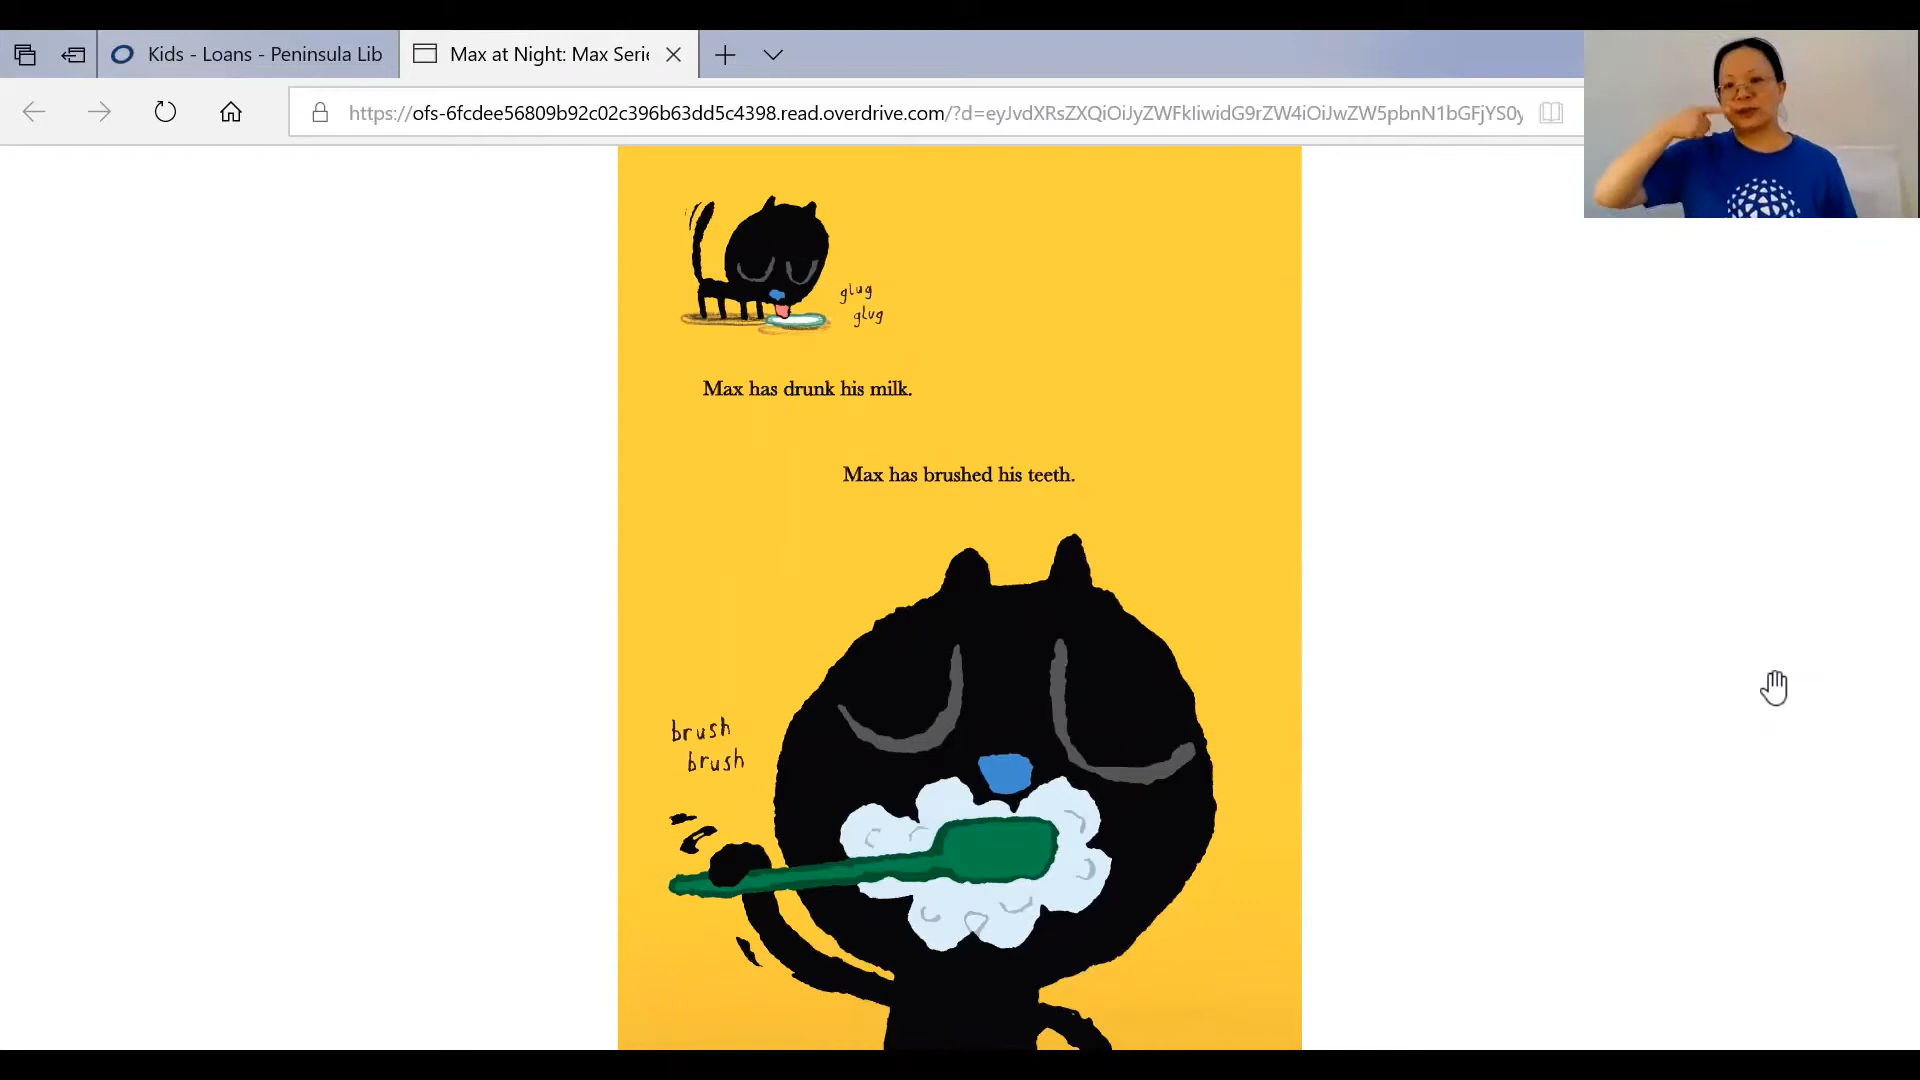 Kids - Loans - Peninsula Lib
Max at Night: Max Serie
https://ofs-6fcdee56809b92c02c396b63dd5c4398.read.overdrive.com/?d=eyJvdXRsZXQiOiJyZWFkIiwidG9rZW4iOiJwZW5pbnN1bGFjYS0y
glug
glug
Max has drunk his milk.
Max has brushed his teeth.
brush
brush